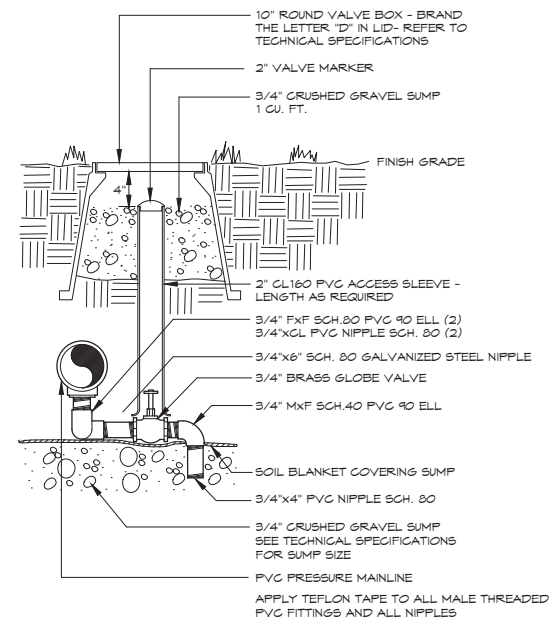 10" ROUND VALVE BOX - BRAND
THE LETTER "D" IN LID- REFER TO
TECHNICAL SPECIFICATIONS
2" VALVE MARKER
3/4" CRUSHED GRAVEL SUMP
1 CU. FT.
FINISH GRADE
4"
2" CL160 PVC ACCESS SLEEVE -
LENGTH AS REQUIRED
3/4" FxF SCH.80 PVC 90 ELL (2)
3/4"xCL PVC NIPPLE SCH. 80 (2)
3/4"x6" SCH. 80 GALVANIZED STEEL NIPPLE
3/4" BRASS GLOBE VALVE
3/4" MxF SCH.40 PVC 90 ELL
SOIL BLANKET COVERING SUMP
3/4"x4" PVC NIPPLE SCH. 80
3/4" CRUSHED GRAVEL SUMP
SEE TECHNICAL SPECIFICATIONS
FOR SUMP SIZE
PVC PRESSURE MAINLINE
APPLY TEFLON TAPE TO ALL MALE THREADED
PVC FITTINGS AND ALL NIPPLES